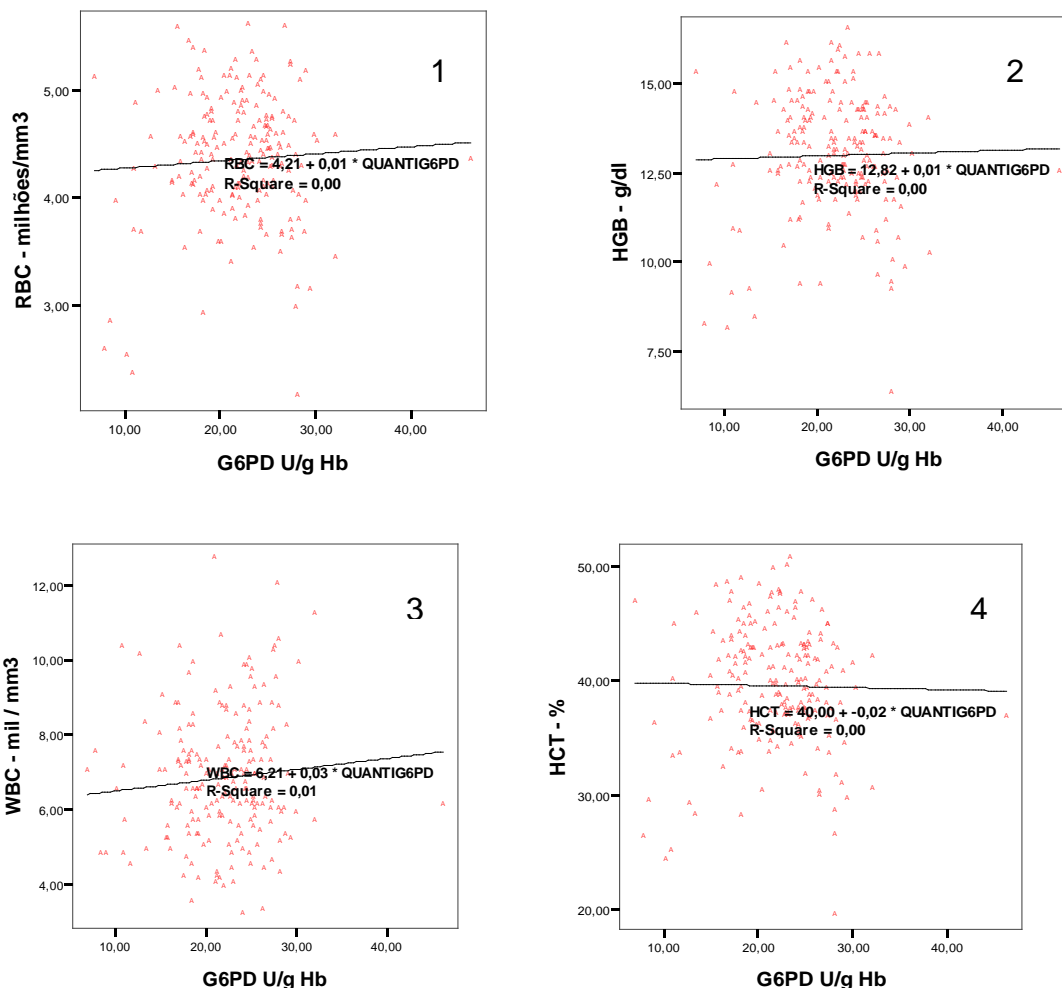 1
5,00
4,00
3,00
RBC - milhões/mm3
RBC = 4,21 + 0,01 * QUANTIG6PD
R-Square = 0,00
10,00 20,00 30,00 40,00
G6PD U/g Hb
2
15,00
12,50
10,00
7,50
HGB - g/dl
HGB = 12,82 + 0,01 * QUANTIG6PD
R-Square = 0,00
10,00 20,00 30,00 40,00
G6PD U/g Hb
3
12,00
10,00
8,00
6,00
4,00
WBC - mil / mm3
WBC = 6,21 + 0,03 * QUANTIG6PD
R-Square = 0,01
10,00 20,00 30,00 40,00
G6PD U/g Hb
4
50,00
40,00
30,00
20,00
HCT - %
HCT = 40,00 + -0,02 * QUANTIG6PD
R-Square = 0,00
10,00 20,00 30,00 40,00
G6PD U/g Hb